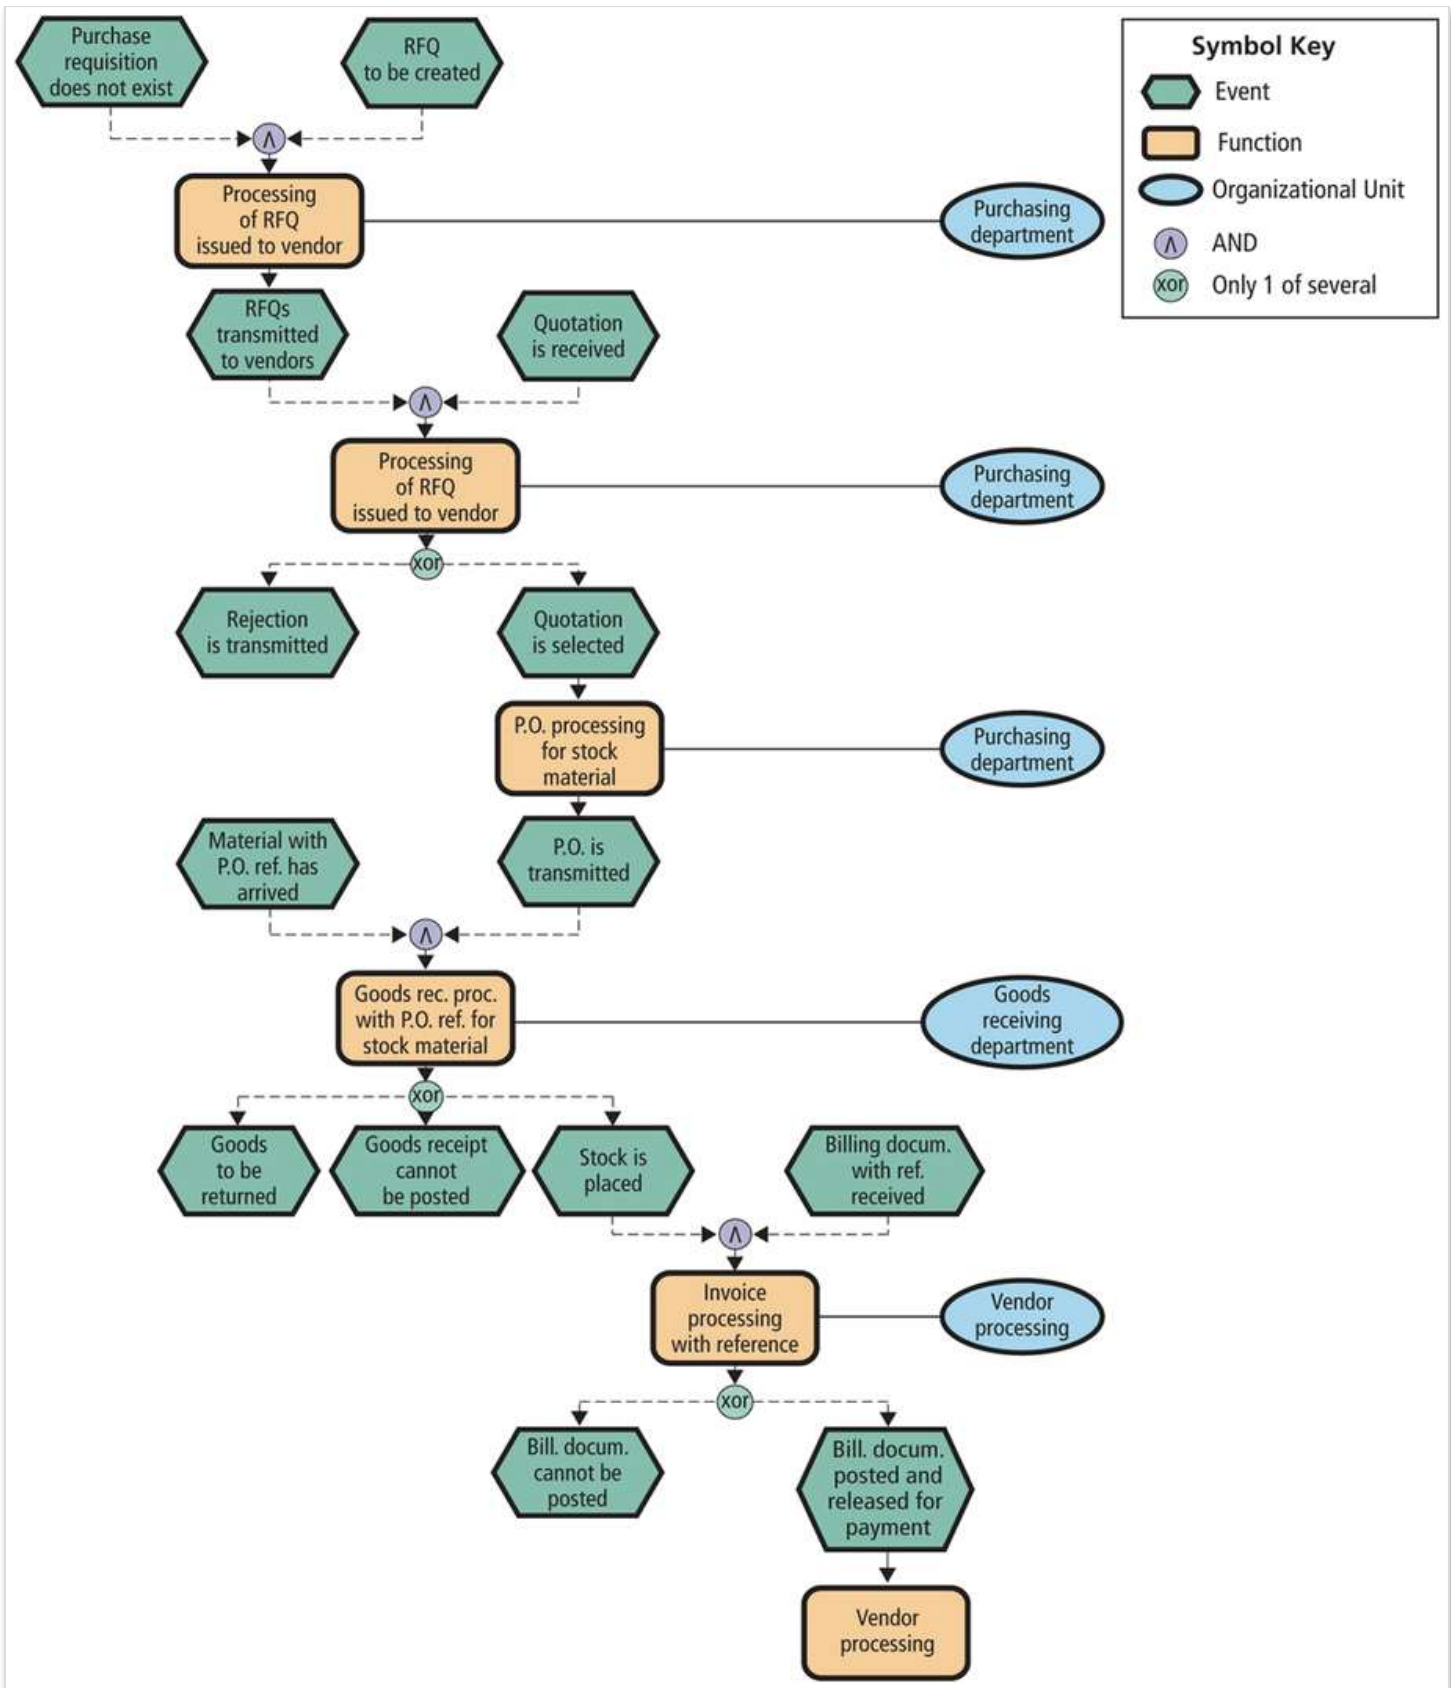 Purchase
requisition
does not exist
RFQ
to be created
Symbol Key
Event
Function
Organizational Unit
Λ
AND
xor
Only 1 of several
Λ
Processing
of RFQ
issued to vendor
Purchasing
department
RFQs
transmitted
to vendors
Quotation
is received
Λ
Processing
of RFQ
issued to vendor
Purchasing
department
xor
Rejection
is transmitted
Quotation
is selected
P.O. processing
for stock
material
Purchasing
department
Material with
P.O. ref. has
arrived
P.O. is
transmitted
Λ
Goods rec. proc.
with P.O. ref. for
stock material
Goods
receiving
department
xor
Goods
to be
returned
Goods receipt
cannot
be posted
Stock is
placed
Billing docum.
with ref.
received
Λ
Invoice
processing
with reference
Vendor
processing
xor
Bill. docum.
cannot be
posted
Bill. docum.
posted and
released for
payment
Vendor
processing